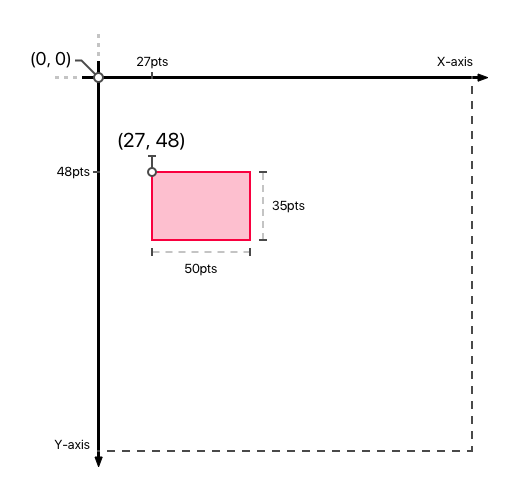 (0, 0)
27pts
X-axis
(27, 48)
48pts
35pts
50pts
Y-axis